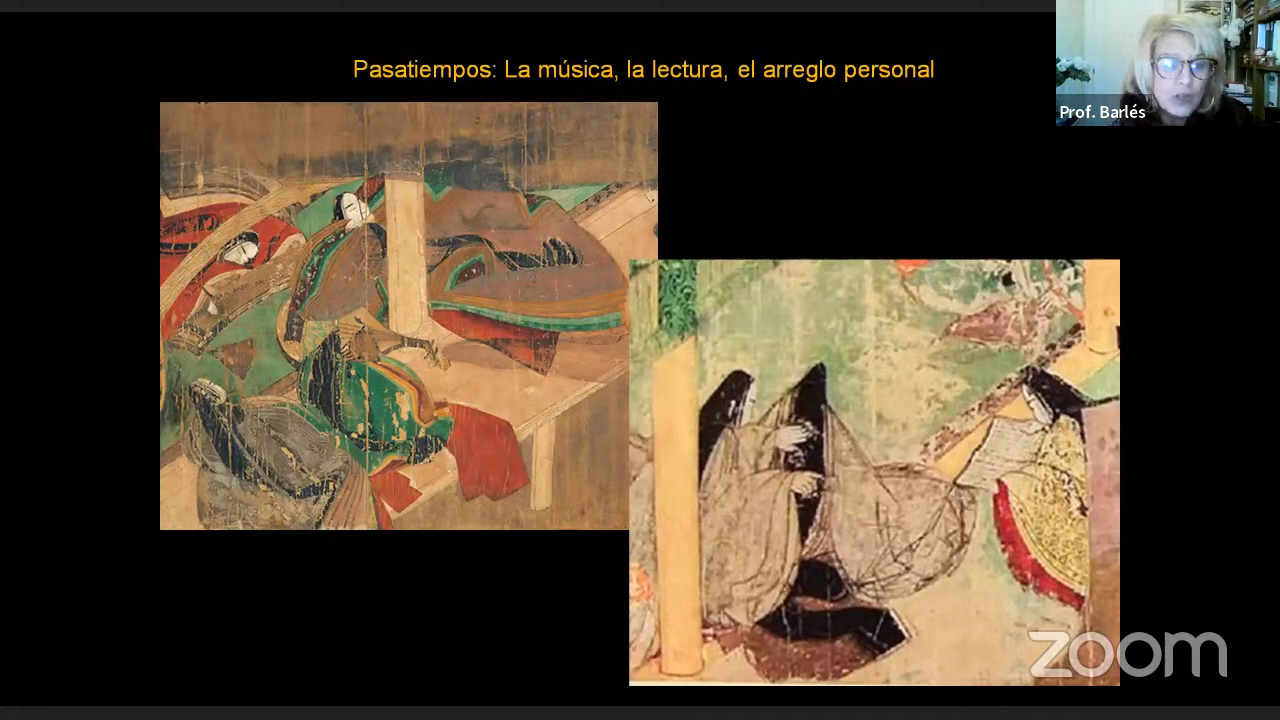 Pasatiempos: La música, la lectura, el arreglo personal
Prof. Barlés
zoom